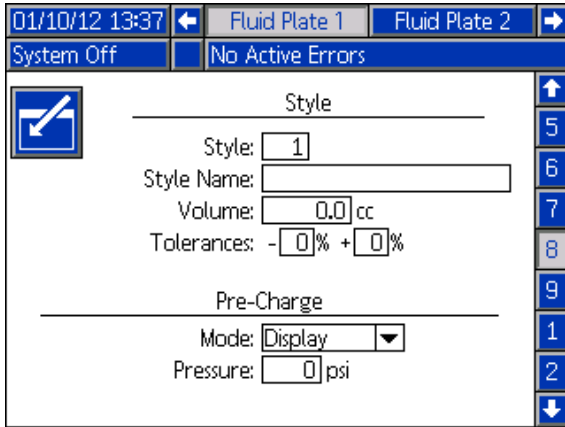 01/10/12 13:37 Fluid Plate 1 Fluid Plate 2
System Off No Active Errors
Style
Style: 1
Style Name:
Volume: 0.0 cc
Tolerances: - 0 % + 0 %
Pre-Charge
Mode: Display
Pressure: 0 psi
5
6
7
8
9
1
2